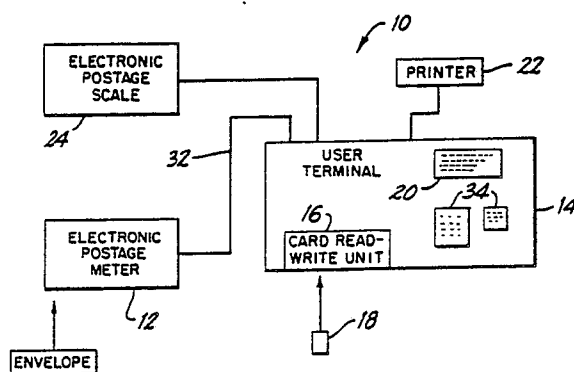 10
ELECTRONIC
POSTAGE
SCALE
24
PRINTER
22
32
USER
TERMINAL
20
34
14
16
CARD READ-
WRITE UNIT
ELECTRONIC
POSTAGE
METER
12
18
ENVELOPE